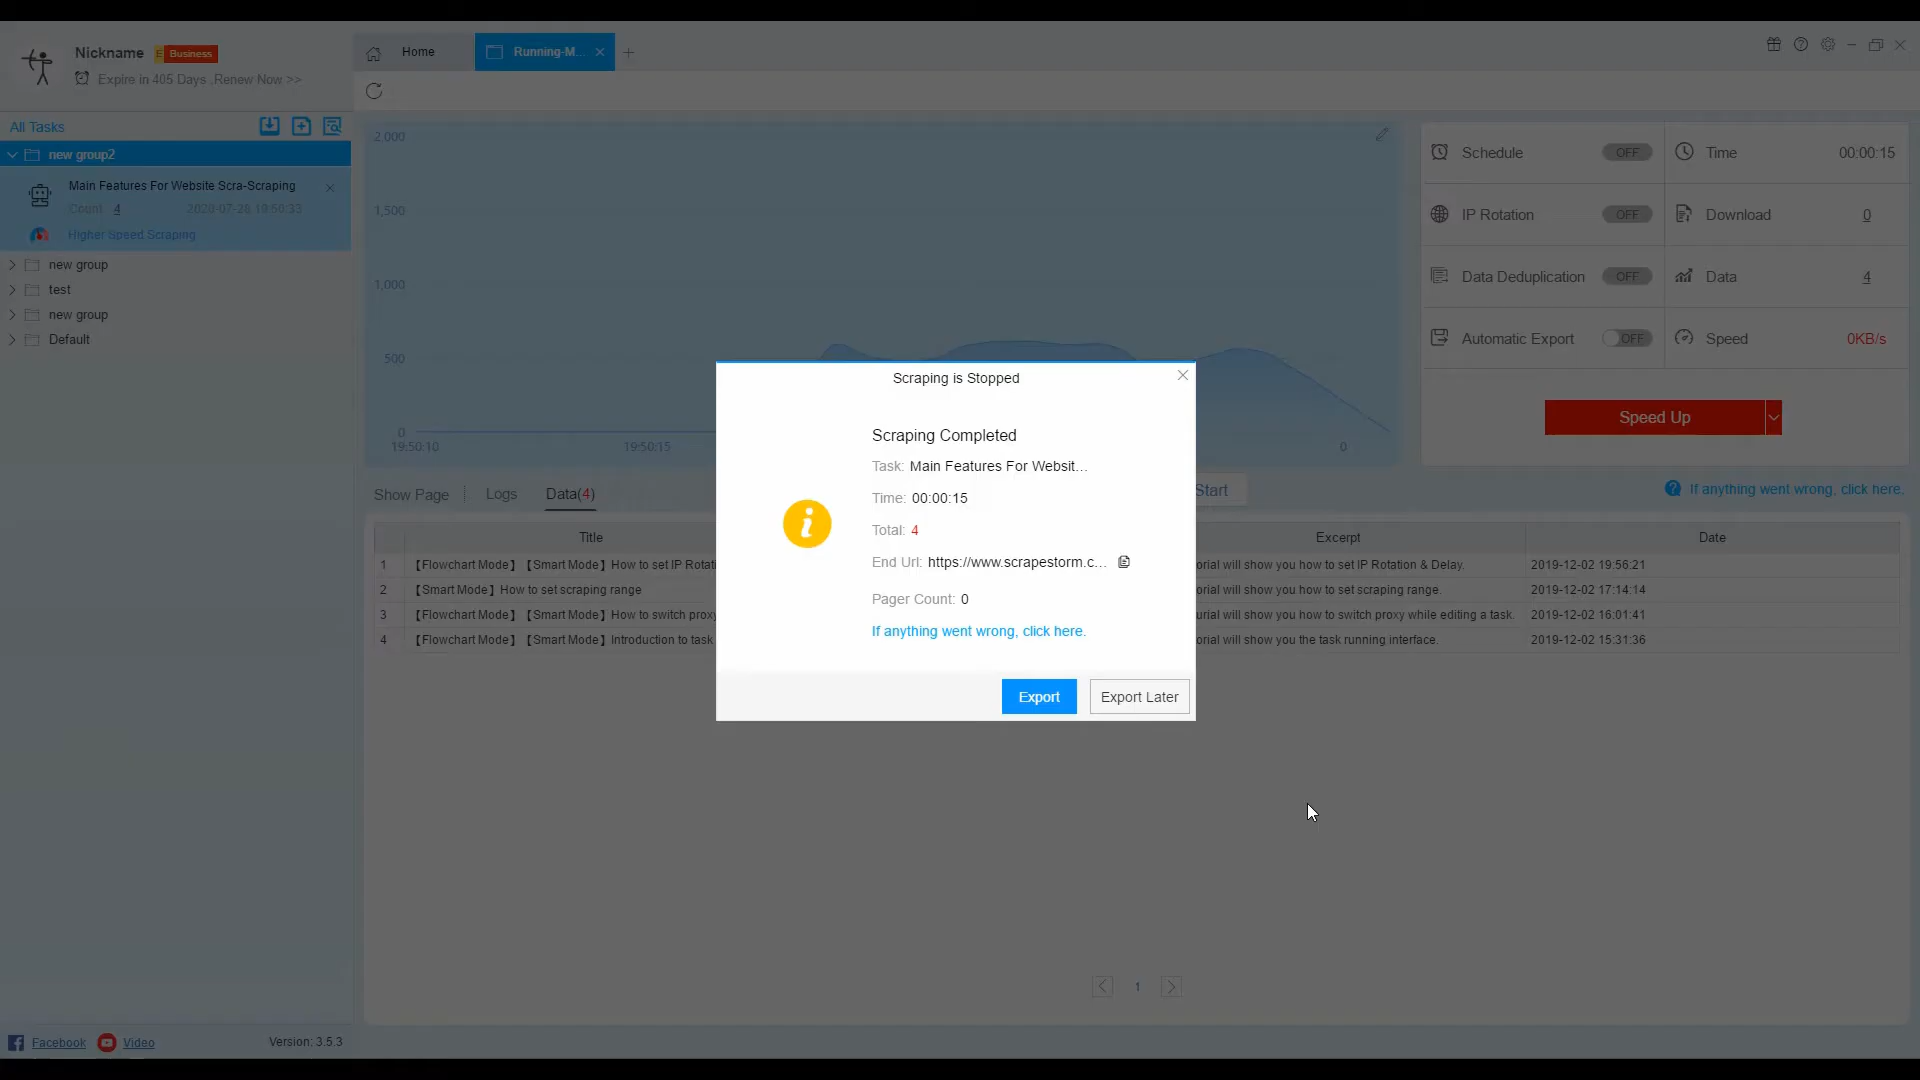 Nickname
Business
Expire in 405 Days ,Renew Now >>
Home
Running-M...
All Tasks
new group2
Main Features For Website Scra-Scraping
Count 4 2020-07-28 19:50:33
Higher Speed Scraping
new group
test
new group
Default
2,000
1,500
1,000
500
0
19:50:10 19:50:15 0
Schedule OFF Time 00:00:15
IP Rotation OFF Download 0
Data Deduplication OFF Data 4
Automatic Export OFF Speed 0KB/s
Speed Up
Show Page Logs Data(4)
Start
If anything went wrong, click here.
Title Excerpt Date
1 【Flowchart Mode】【Smart Mode】How to set IP Rotati orial will show you how to set IP Rotation & Delay. 2019-12-02 19:56:21
2 【Smart Mode】How to set scraping range orial will show you how to set scraping range. 2019-12-02 17:14:14
3 【Flowchart Mode】【Smart Mode】How to switch proxy urial will show you how to switch proxy while editing a task. 2019-12-02 16:01:41
4 【Flowchart Mode】【Smart Mode】Introduction to task orial will show you the task running interface. 2019-12-02 15:31:36
Scraping is Stopped
Scraping Completed
Task: Main Features For Websit...
Time: 00:00:15
Total: 4
End Url: https://www.scrapestorm.c...
Pager Count: 0
If anything went wrong, click here.
Export Export Later
1
Facebook Video Version: 3.5.3